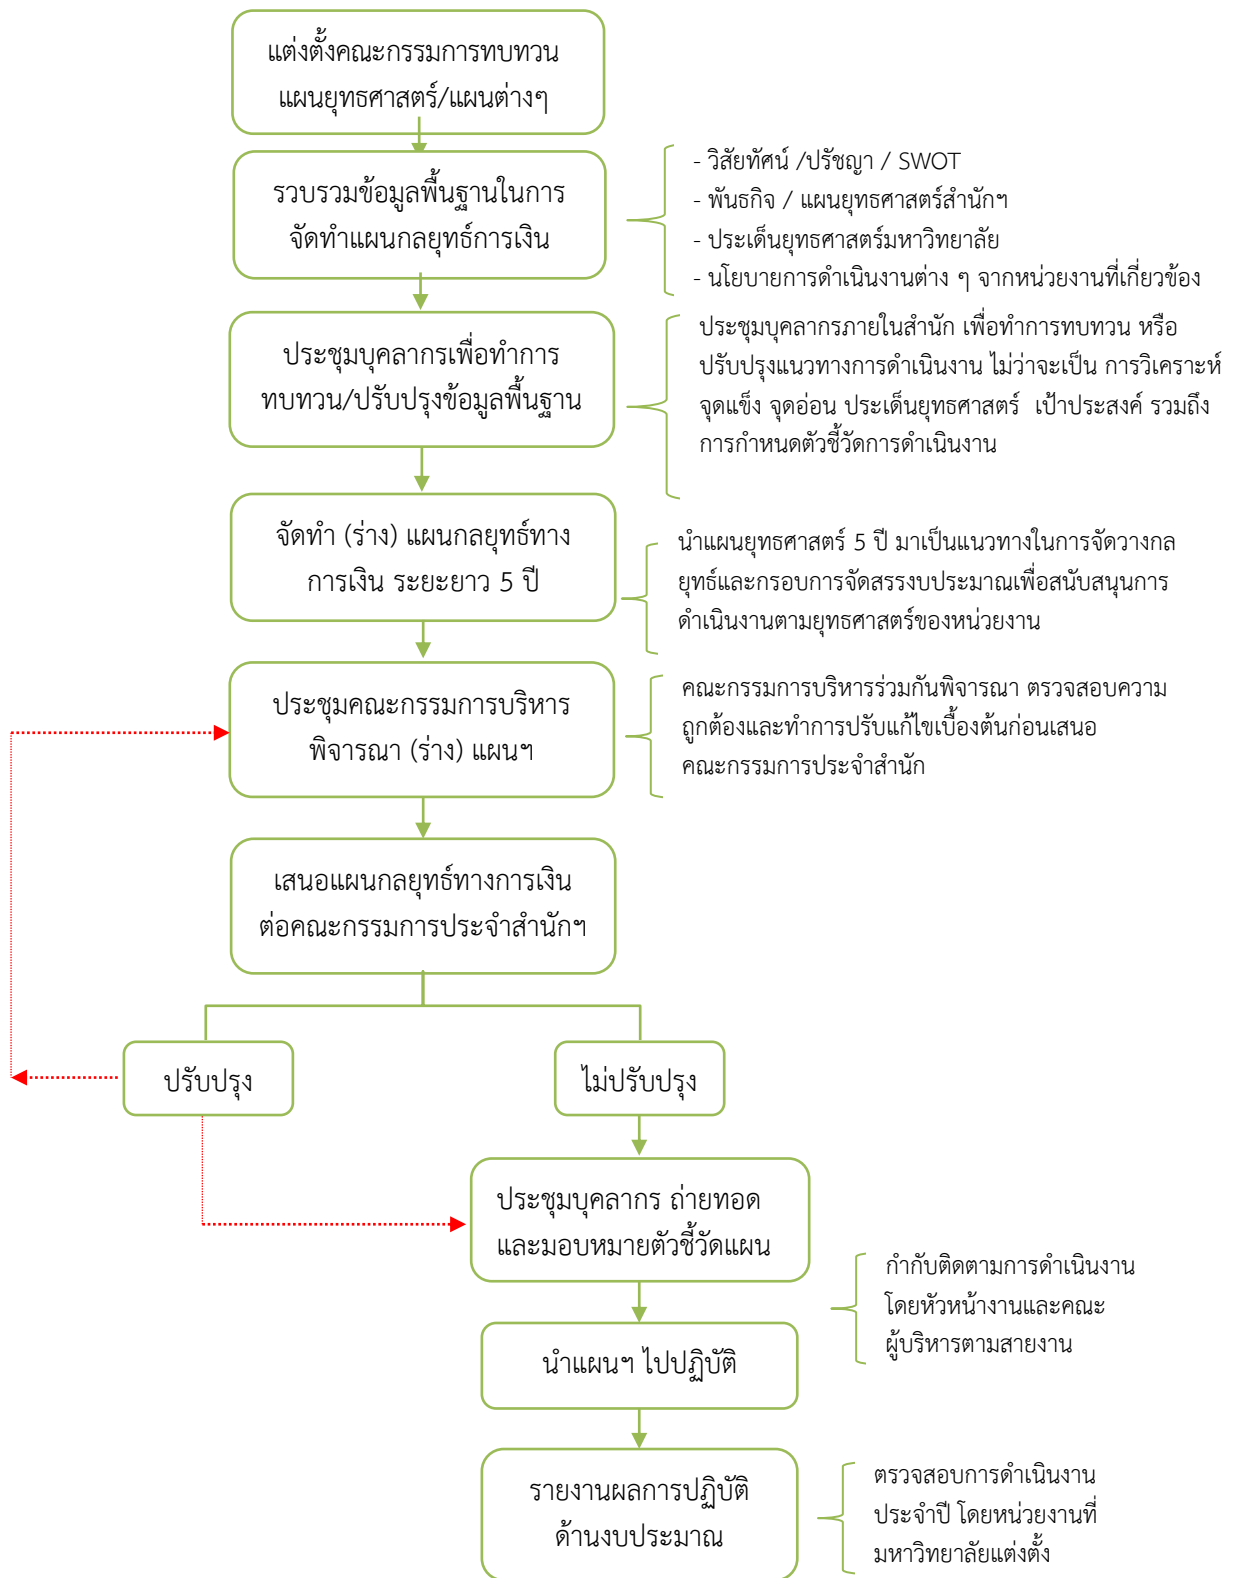 แต่งตั้งคณะกรรมการทบทวน
แผนยุทธศาสตร์/แผนต่างๆ
รวบรวมข้อมูลพื้นฐานในการ
จัดทำแผนกลยุทธ์การเงิน
- วิสัยทัศน์ /ปรัชญา / SWOT
- พันธกิจ / แผนยุทธศาสตร์สำนักฯ
- ประเด็นยุทธศาสตร์มหาวิทยาลัย
- นโยบายการดำเนินงานต่าง ๆ จากหน่วยงานที่เกี่ยวข้อง
ประชุมบุคลากรเพื่อทำการ
ทบทวน/ปรับปรุงข้อมูลพื้นฐาน
ประชุมบุคลากรภายในสำนัก เพื่อทำการทบทวน หรือ
ปรับปรุงแนวทางการดำเนินงาน ไม่ว่าจะเป็น การวิเคราะห์
จุดแข็ง จุดอ่อน ประเด็นยุทธศาสตร์ เป้าประสงค์ รวมถึง
การกำหนดตัวชี้วัดการดำเนินงาน
จัดทำ (ร่าง) แผนกลยุทธ์ทาง
การเงิน ระยะยาว 5 ปี
นำแผนยุทธศาสตร์ 5 ปี มาเป็นแนวทางในการจัดวางกล
ยุทธ์และกรอบการจัดสรรงบประมาณเพื่อสนับสนุนการ
ดำเนินงานตามยุทธศาสตร์ของหน่วยงาน
ประชุมคณะกรรมการบริหาร
พิจารณา (ร่าง) แผนฯ
คณะกรรมการบริหารร่วมกันพิจารณา ตรวจสอบความ
ถูกต้องและทำการปรับแก้ไขเบื้องต้นก่อนเสนอ
คณะกรรมการประจำสำนัก
เสนอแผนกลยุทธ์ทางการเงิน
ต่อคณะกรรมการประจำสำนักฯ
ปรับปรุง
ไม่ปรับปรุง
ประชุมบุคลากร ถ่ายทอด
และมอบหมายตัวชี้วัดแผน
กำกับติดตามการดำเนินงาน
โดยหัวหน้างานและคณะ
ผู้บริหารตามสายงาน
นำแผนฯ ไปปฏิบัติ
รายงานผลการปฏิบัติ
ด้านงบประมาณ
ตรวจสอบการดำเนินงาน
ประจำปี โดยหน่วยงานที่
มหาวิทยาลัยแต่งตั้ง